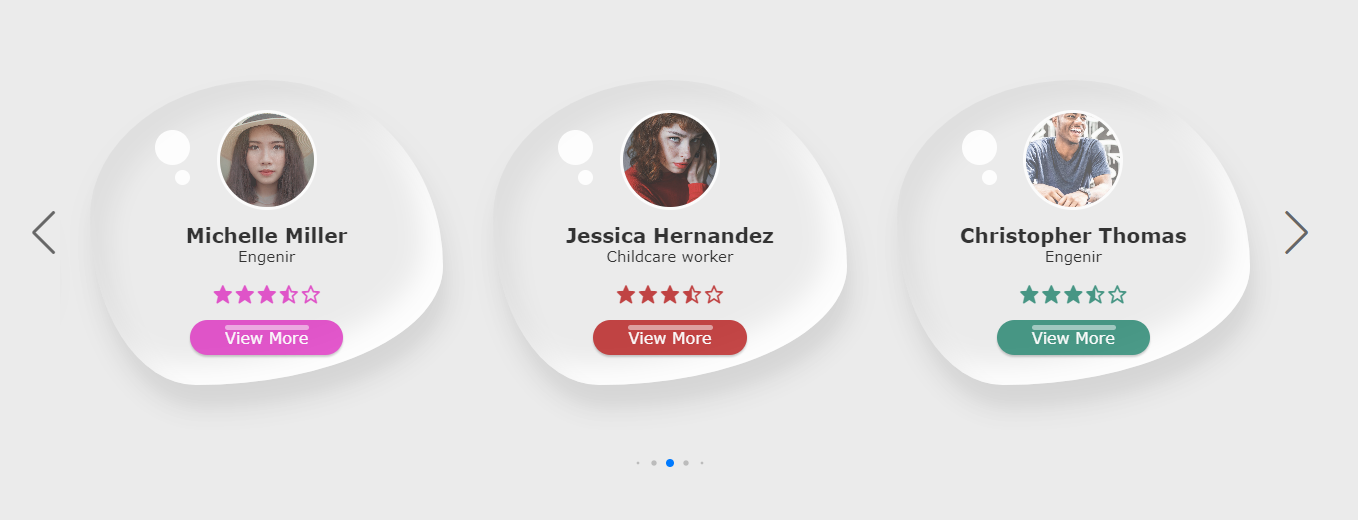 Michelle Miller
Engenir
View More
Jessica Hernandez
Childcare worker
View More
Christopher Thomas
Engenir
View More